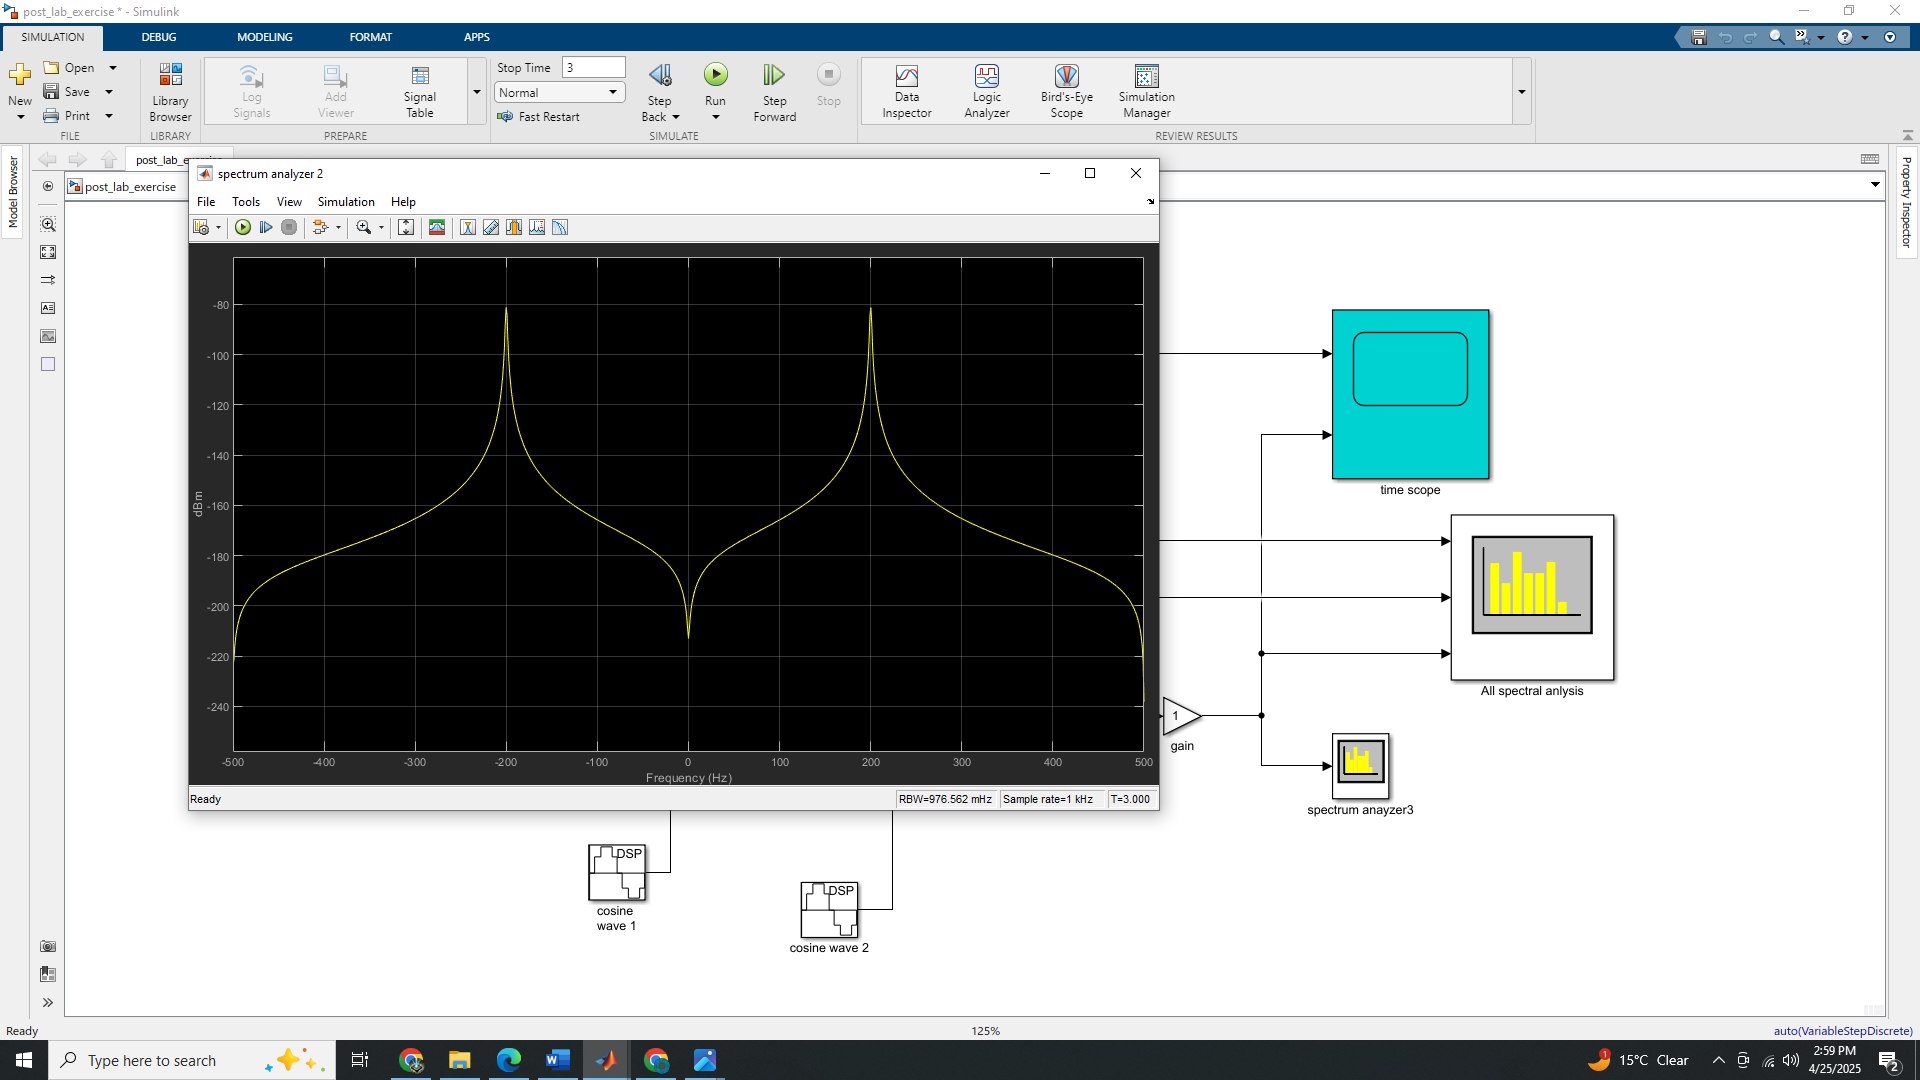 post_lab_exercise * - Simulink
SIMULATION DEBUG MODELING FORMAT APPS
New
Open
Save
Print
FILE
Library Browser
LIBRARY
Log Signals
Add Viewer
Signal Table
PREPARE
Stop Time 3
Normal
Fast Restart
Step Back
Run
Step Forward
Stop
SIMULATE
Data Inspector
Logic Analyzer
Bird's-Eye Scope
Simulation Manager
REVIEW RESULTS
Model Browser
post_lab_exercise
post_lab_exercise
Property Inspector
spectrum analyzer 2
File Tools View Simulation Help
-80
-100
-120
-140
-160
-180
-200
-220
-240
dBm
-500 -400 -300 -200 -100 0 100 200 300 400 500
Frequency (Hz)
Ready RBW=976.562 mHz Sample rate=1 kHz T=3.000
time scope
All spectral anlysis
1
gain
spectrum anayzer3
DSP
cosine
wave 1
DSP
cosine wave 2
Ready 125% auto(VariableStepDiscrete)
Type here to search
1
15°C Clear
2:59 PM
4/25/2025
2